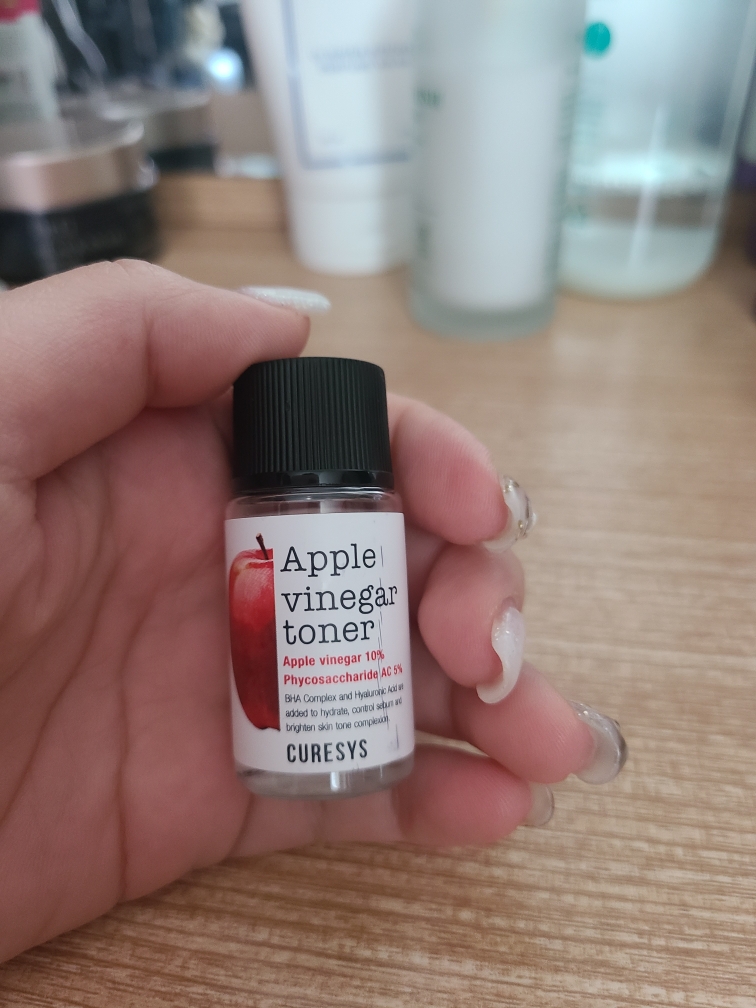 Apple
vinegar
toner
Apple vinegar 10%
Phycosaccharide AC 5%
BHA Complex and Hyaluronic Acid are
added to hydrate, control sebum and
brighten skin tone complexion.
CURESYS